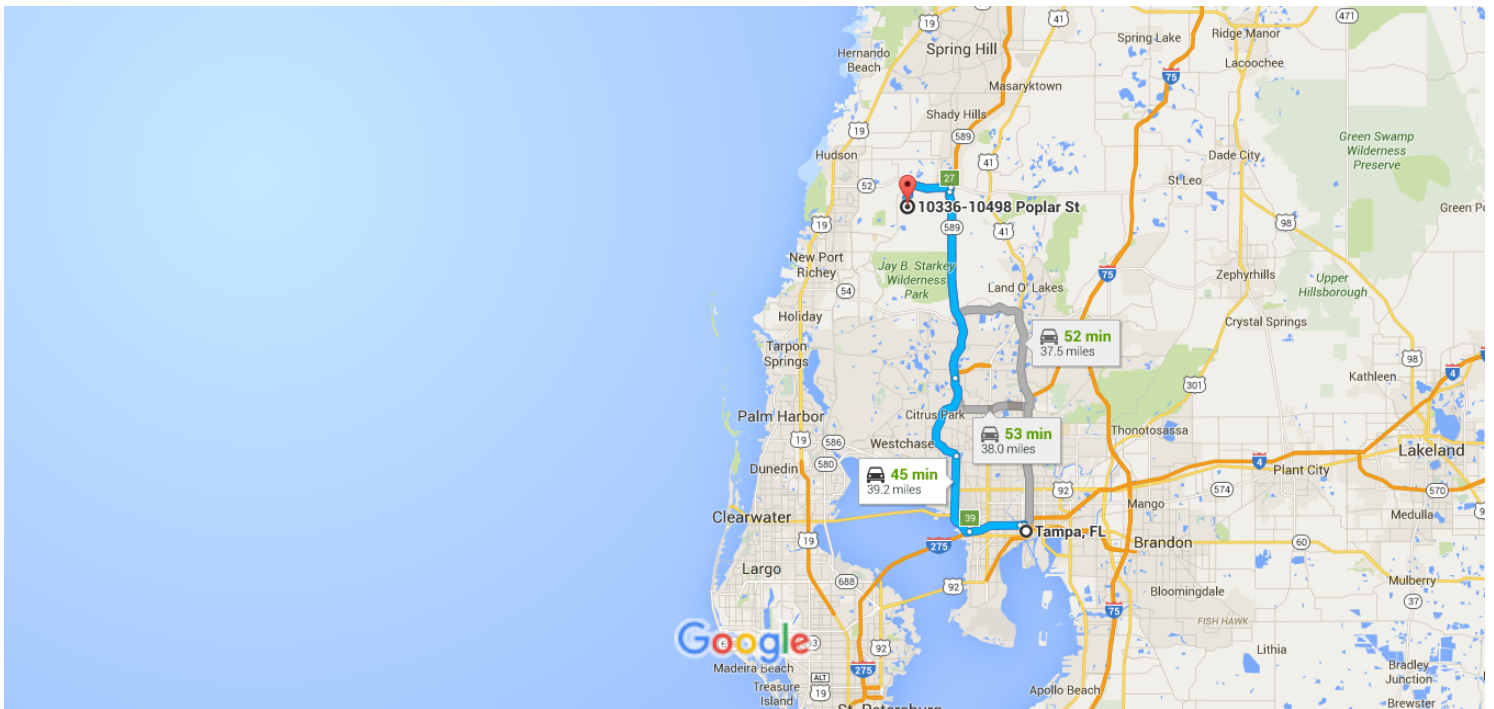 471
19
41
Spring Lake
Ridge Manor
Spring Hill
Hernando
Beach
Lacoochee
75
98
Masaryktown
Shady Hills
19
589
Green Swamp
Wilderness
Preserve
Hudson
41
Dade City
52
27
St Leo
10336-10498 Poplar St
Green Po
19
589
41
98
New Port
Richey
Jay B. Starkey
Wilderness
Park
75
Zephyrhills
Upper
Hillsborough
54
Land O' Lakes
Holiday
Crystal Springs
52 min
37.5 miles
Tarpon
Springs
98
301
Kathleen
4
Palm Harbor
Citrus Park
53 min
38.0 miles
Thonotosassa
19
586
Westchase
Lakeland
Dunedin
580
45 min
39.2 miles
4
Plant City
92
574
570
Mango
Clearwater
39
Medulla
Tampa, FL
19
275
Brandon
60
Largo
688
92
Mulberry
Bloomingdale
37
75
FISH HAWK
Google
92
Lithia
Madeira Beach
275
Bradley
Junction
ALT
19
Treasure
Island
Apollo Beach
Brewster
St. Petersburg